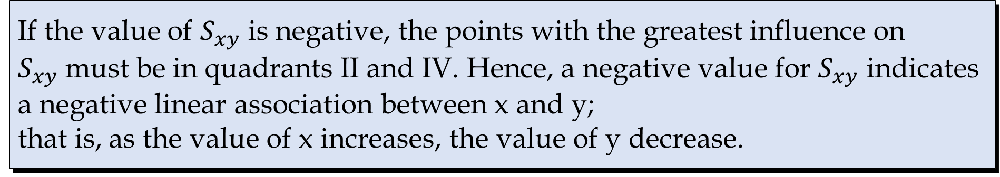 If the value of $S_{xy}$ is negative, the points with the greatest influence on
$S_{xy}$ must be in quadrants II and IV. Hence, a negative value for $S_{xy}$ indicates
a negative linear association between x and y;
that is, as the value of x increases, the value of y decrease.